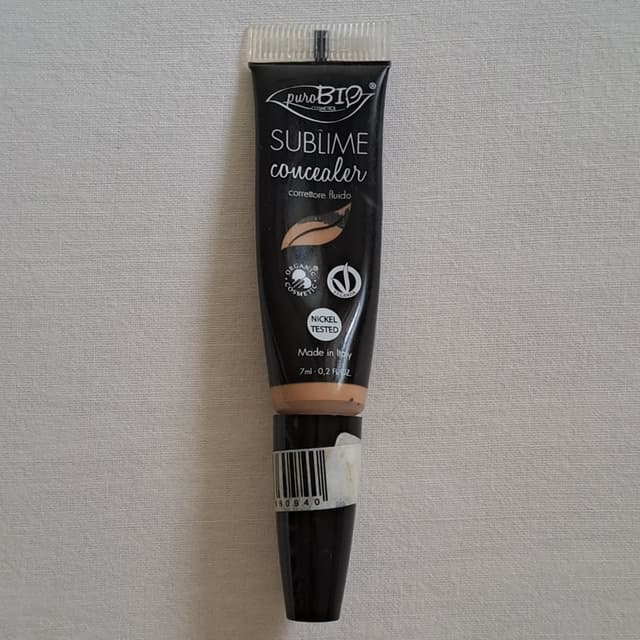 puroBIO®
COSMETICS
SUBLIME
concealer
correttore fluido
ORGANIC
COSMETIC
VEGAN OK
NICKEL
TESTED
Made in Italy
7ml - 0,2 Fl. OZ.